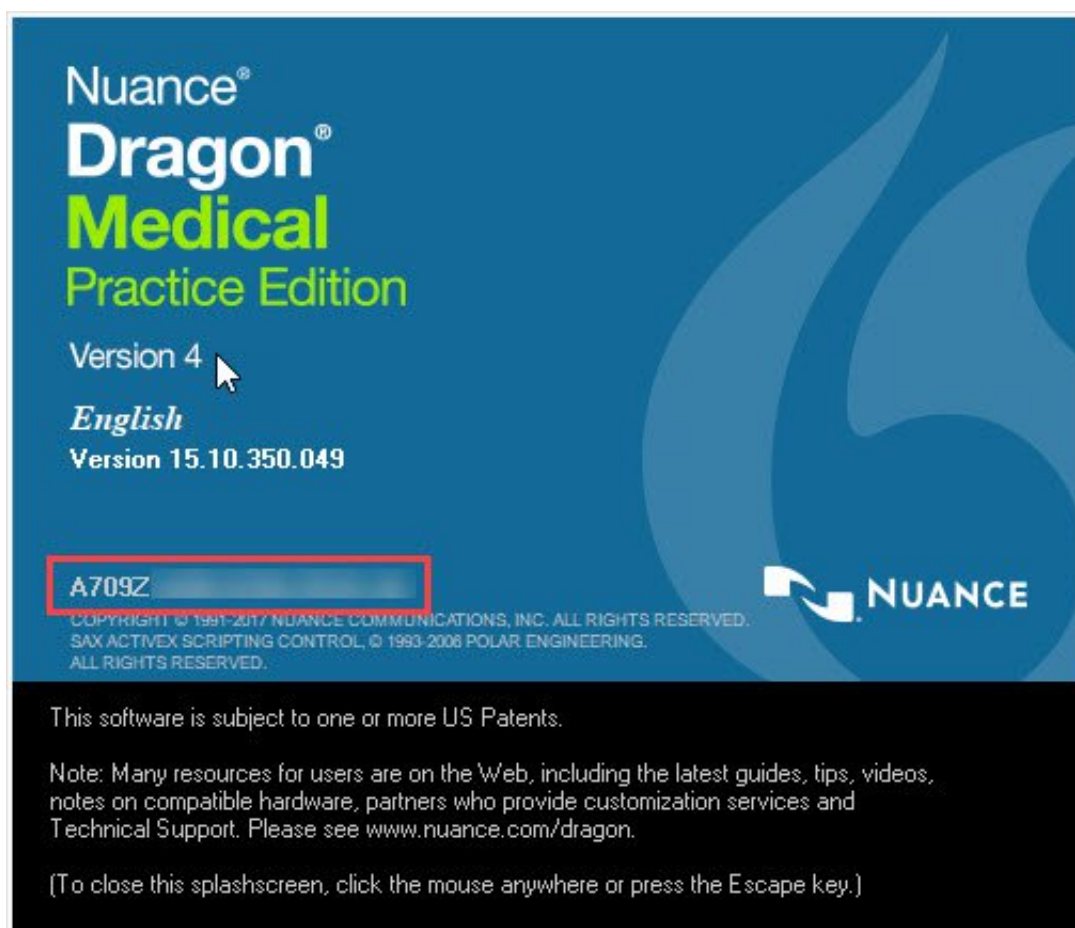 Nuance®
Dragon®
Medical
Practice Edition
Version 4
English
Version 15.10.350.049
A709Z
NUANCE
COPYRIGHT © 1991-2017 NUANCE COMMUNICATIONS, INC. ALL RIGHTS RESERVED.
SAX ACTIVEX SCRIPTING CONTROL, © 1993-2006 POLAR ENGINEERING.
ALL RIGHTS RESERVED.
This software is subject to one or more US Patents.
Note: Many resources for users are on the Web, including the latest guides, tips, videos,
notes on compatible hardware, partners who provide customization services and
Technical Support. Please see www.nuance.com/dragon.
(To close this splashscreen, click the mouse anywhere or press the Escape key.)